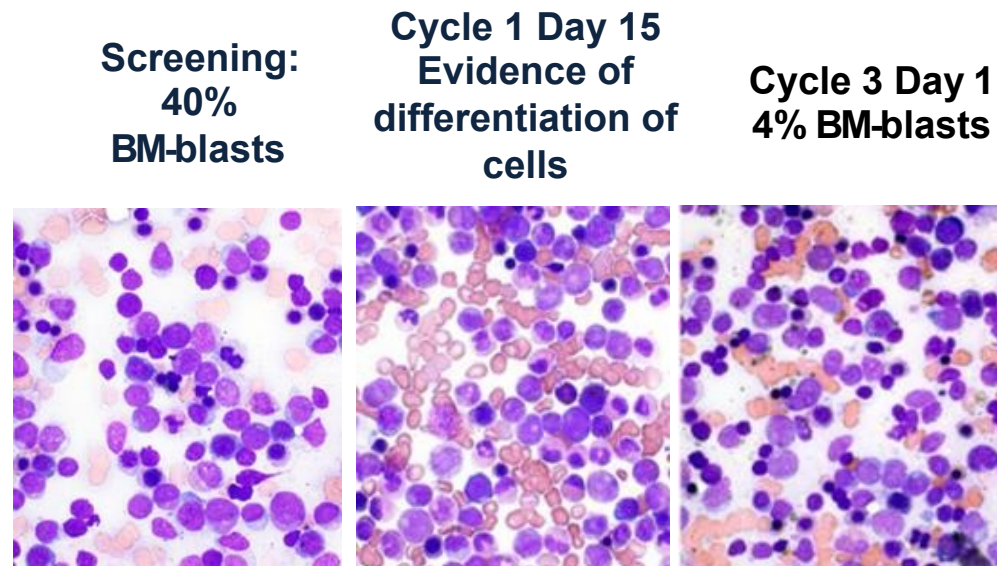 Screening:
40%
BM-blasts
Cycle 1 Day 15
Evidence of
differentiation of
cells
Cycle 3 Day 1
4% BM-blasts